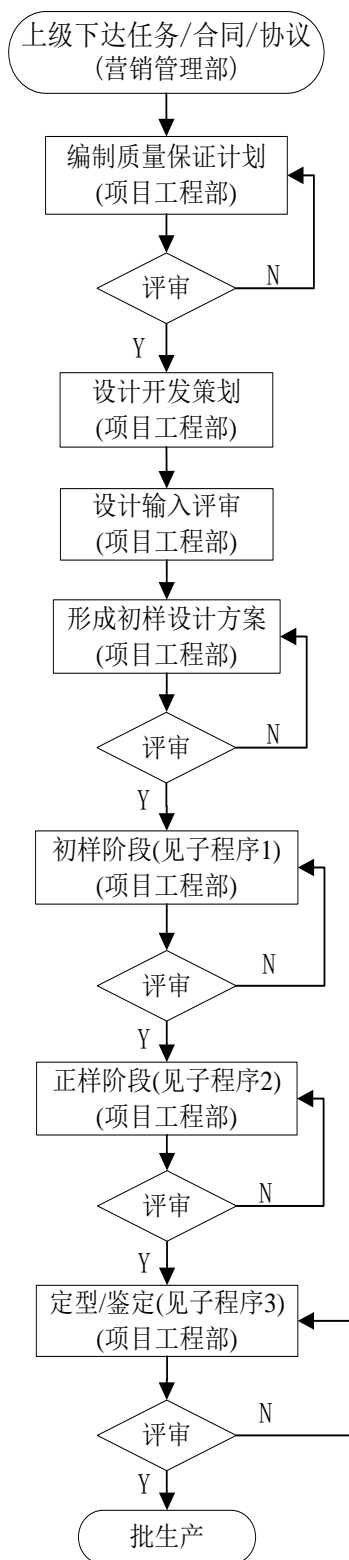 上级下达任务/合同/协议
(营销管理部)
编制质量保证计划
(项目工程部)
评审
N
Y
设计开发策划
(项目工程部)
设计输入评审
(项目工程部)
形成初样设计方案
(项目工程部)
评审
N
Y
初样阶段(见子程序1)
(项目工程部)
评审
N
Y
正样阶段(见子程序2)
(项目工程部)
评审
N
Y
定型/鉴定(见子程序3)
(项目工程部)
评审
N
Y
批生产